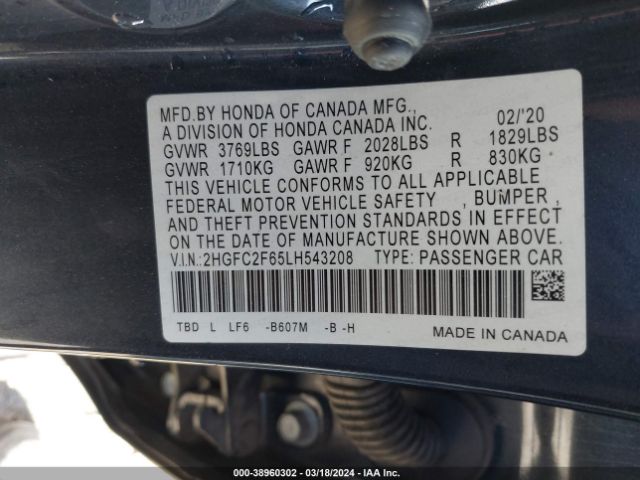 MFD.BY HONDA OF CANADA MFG.,
A DIVISION OF HONDA CANADA INC. 02/'20
GVWR 3769LBS GAWR F 2028LBS R 1829LBS
GVWR 1710KG GAWR F 920KG R 830KG
THIS VEHICLE CONFORMS TO ALL APPLICABLE
FEDERAL MOTOR VEHICLE SAFETY , BUMPER ,
AND THEFT PREVENTION STANDARDS IN EFFECT
ON THE DATE OF MANUFACTURE SHOWN ABOVE.
V.I.N.:2HGFC2F65LH543208 TYPE: PASSENGER CAR
TBD L LF6 -B607M -B -H
MADE IN CANADA
000-38960302 - 03/18/2024 - IAA Inc.